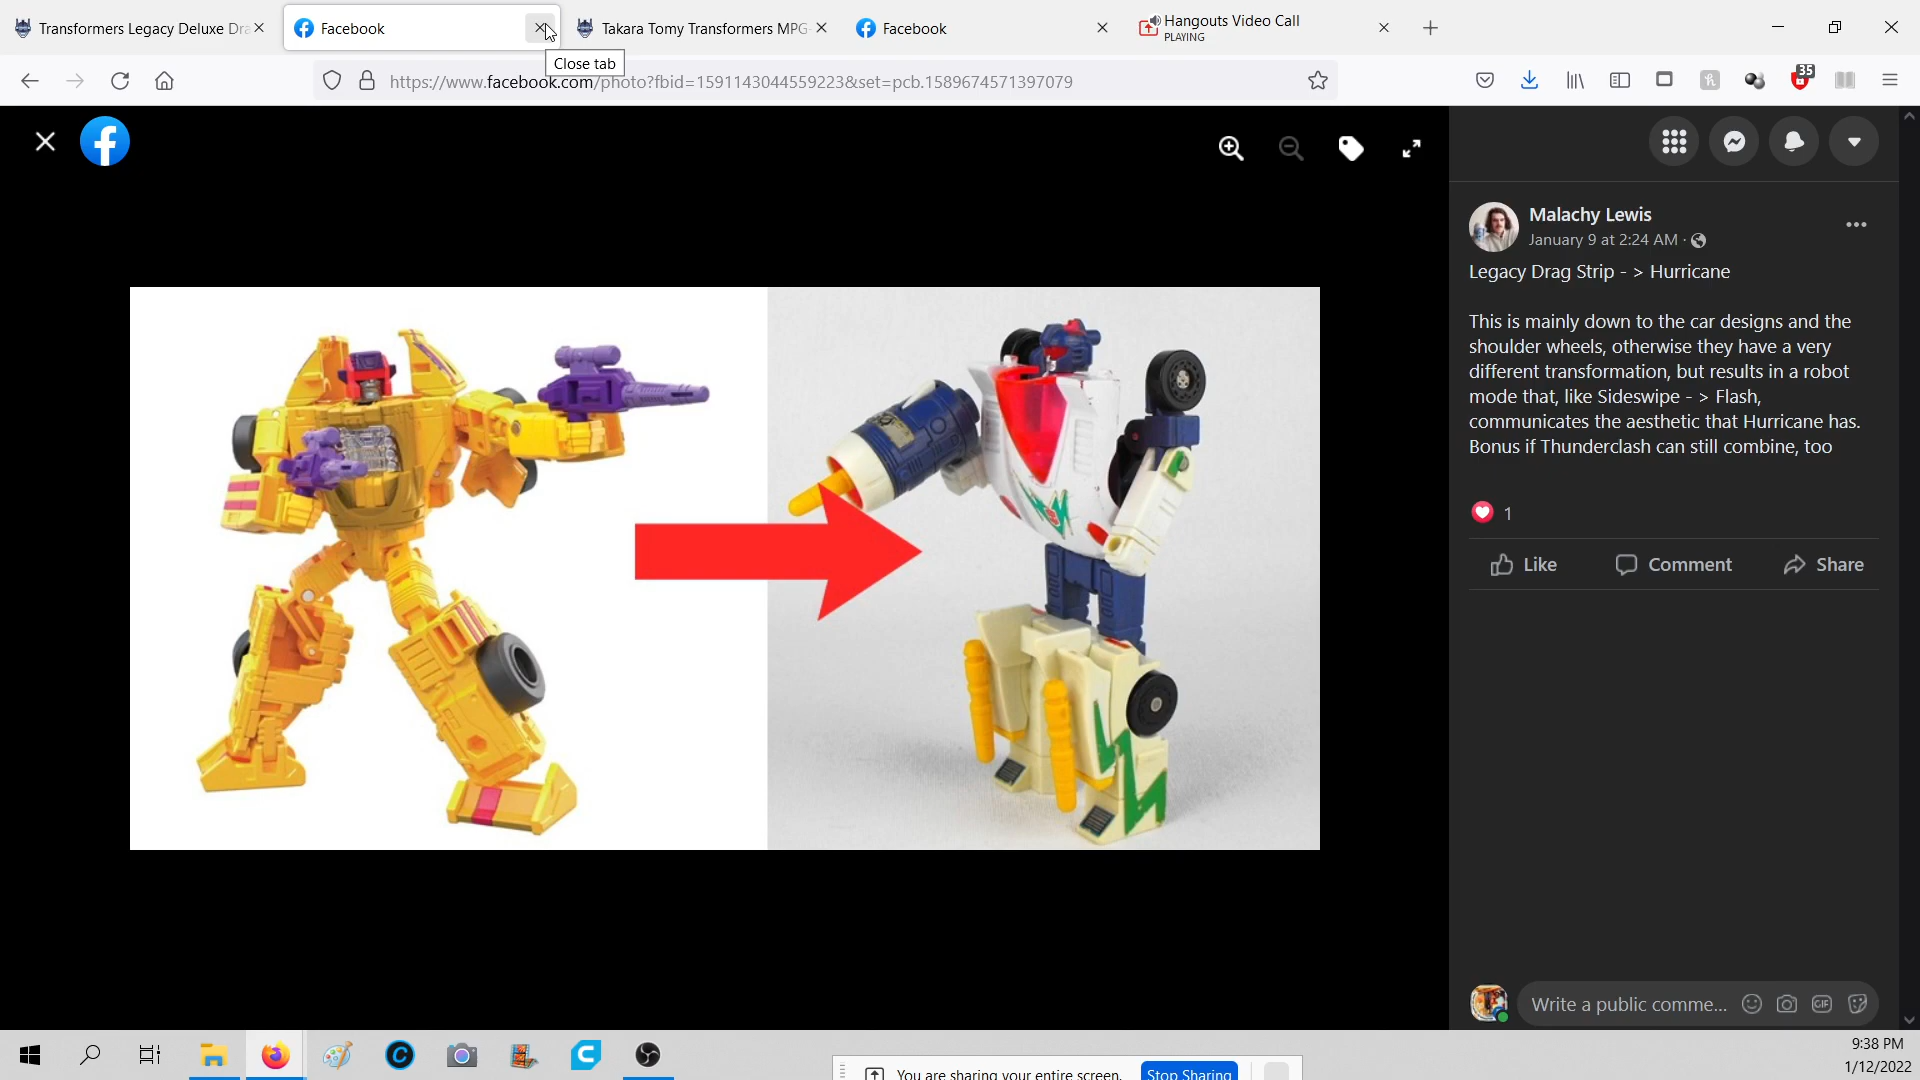 Transformers Legacy Deluxe Dra
Facebook
Takara Tomy Transformers MPG-
Facebook
Hangouts Video Call
PLAYING
Close tab
https://www.facebook.com/photo?fbid=1591143044559223&set=pcb.1589674571397079
35
Malachy Lewis
January 9 at 2:24 AM ·
Legacy Drag Strip - > Hurricane
This is mainly down to the car designs and the
shoulder wheels, otherwise they have a very
different transformation, but results in a robot
mode that, like Sideswipe - > Flash,
communicates the aesthetic that Hurricane has.
Bonus if Thunderclash can still combine, too
1
Like
Comment
Share
Write a public comme...
GIF
You are sharing your entire screen.
Stop Sharing
9:38 PM
1/12/2022